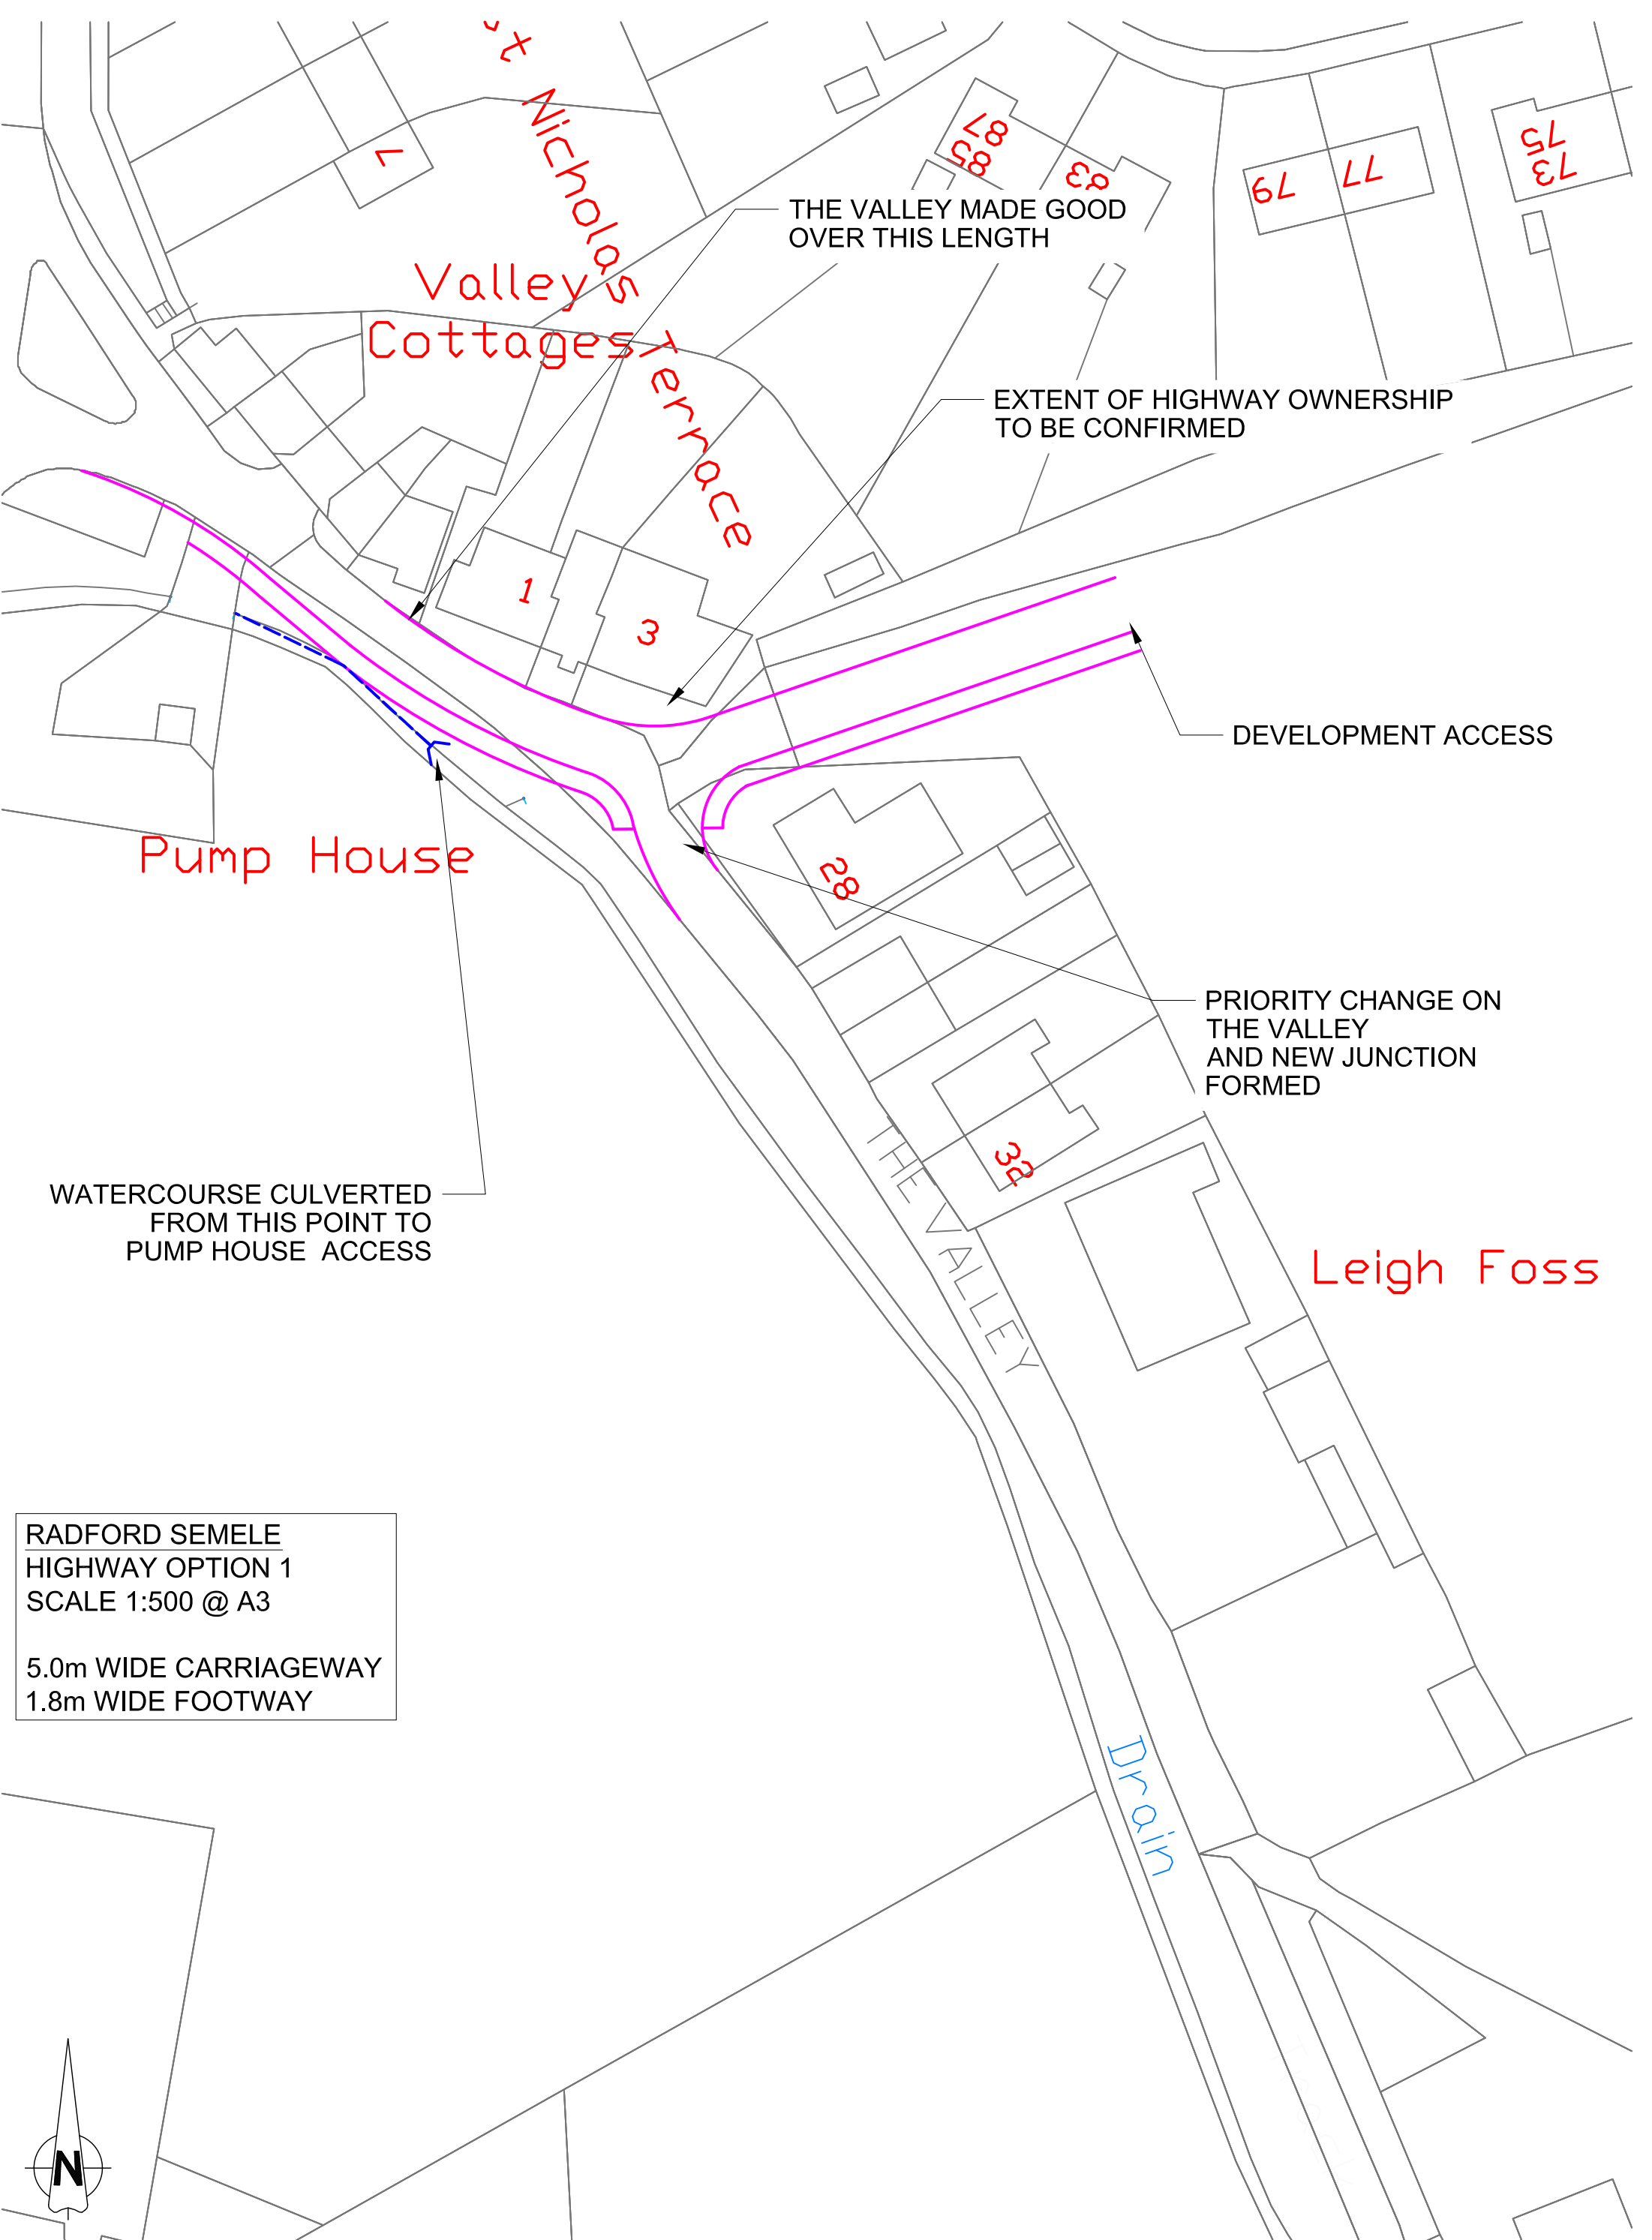 Nicholas
Terrace
7
87
85
83
79
77
75
73
THE VALLEY MADE GOOD
OVER THIS LENGTH
Valley
Cottages
EXTENT OF HIGHWAY OWNERSHIP
TO BE CONFIRMED
1
3
DEVELOPMENT ACCESS
Pump House
28
PRIORITY CHANGE ON
THE VALLEY
AND NEW JUNCTION
FORMED
32
THE VALLEY
WATERCOURSE CULVERTED
FROM THIS POINT TO
PUMP HOUSE ACCESS
Leigh Foss
RADFORD SEMELE
HIGHWAY OPTION 1
SCALE 1:500 @ A3
5.0m WIDE CARRIAGEWAY
1.8m WIDE FOOTWAY
Drain
N